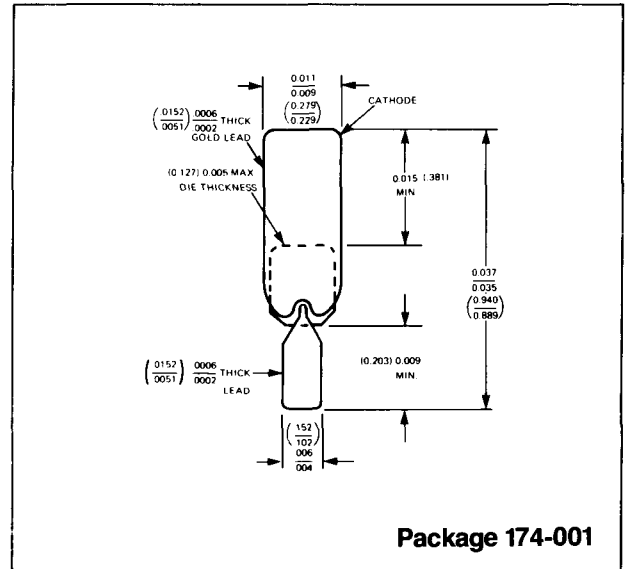 0.011
0.009
(0.279
0.229)
CATHODE
(.0152
.0051) .0006
.0002 THICK
GOLD LEAD
(0.127) 0.005 MAX
DIE THICKNESS
0.015 (.381)
MIN
0.037
0.035
(0.940
0.889)
(0.203) 0.009
MIN.
(.0152
.0051) .0006
.0002 THICK
LEAD
(.152
.102)
.006
.004
Package 174-001